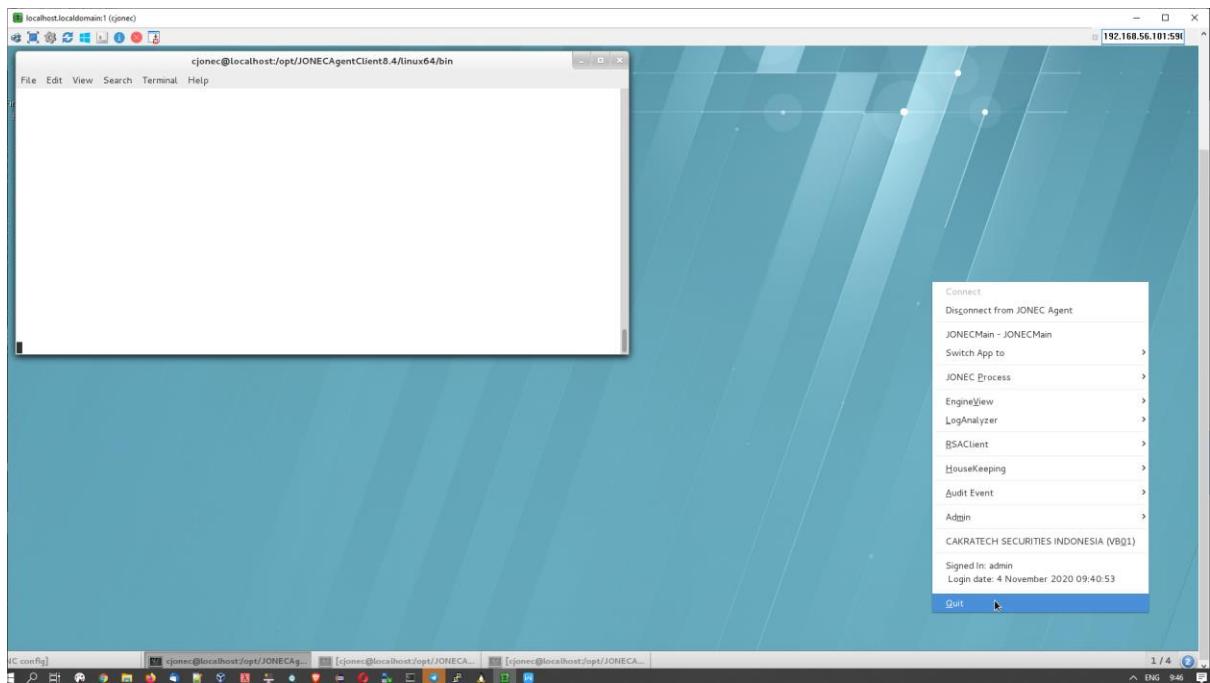 localhost.localdomain:1 (cjonec)
192.168.56.101:590
cjonec@localhost:/opt/JONECAgentClient8.4/linux64/bin
File Edit View Search Terminal Help
Connect
Disconnect from JONEC Agent
JONECMain - JONECMain
Switch App to
JONEC Process
EngineView
LogAnalyzer
RSAClient
HouseKeeping
Audit Event
Admin
CAKRATECH SECURITIES INDONESIA (VB01)
Signed In: admin
Login date: 4 November 2020 09:40:53
Quit
NC config]
cjonec@localhost:/opt/JONECAg...
[cjonec@localhost:/opt/JONECA...
[cjonec@localhost:/opt/JONECA...
1 / 4
2
ENG 9:46